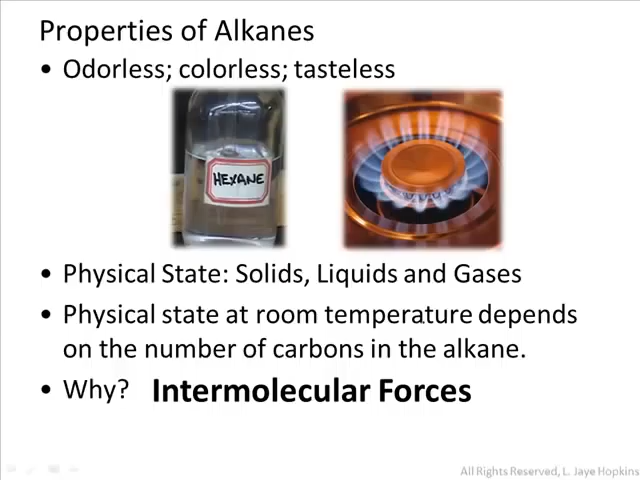 Properties of Alkanes
• Odorless; colorless; tasteless
HEXANE
• Physical State: Solids, Liquids and Gases
• Physical state at room temperature depends
on the number of carbons in the alkane.
• Why? Intermolecular Forces
All Rights Reserved, L. Jaye Hopkins